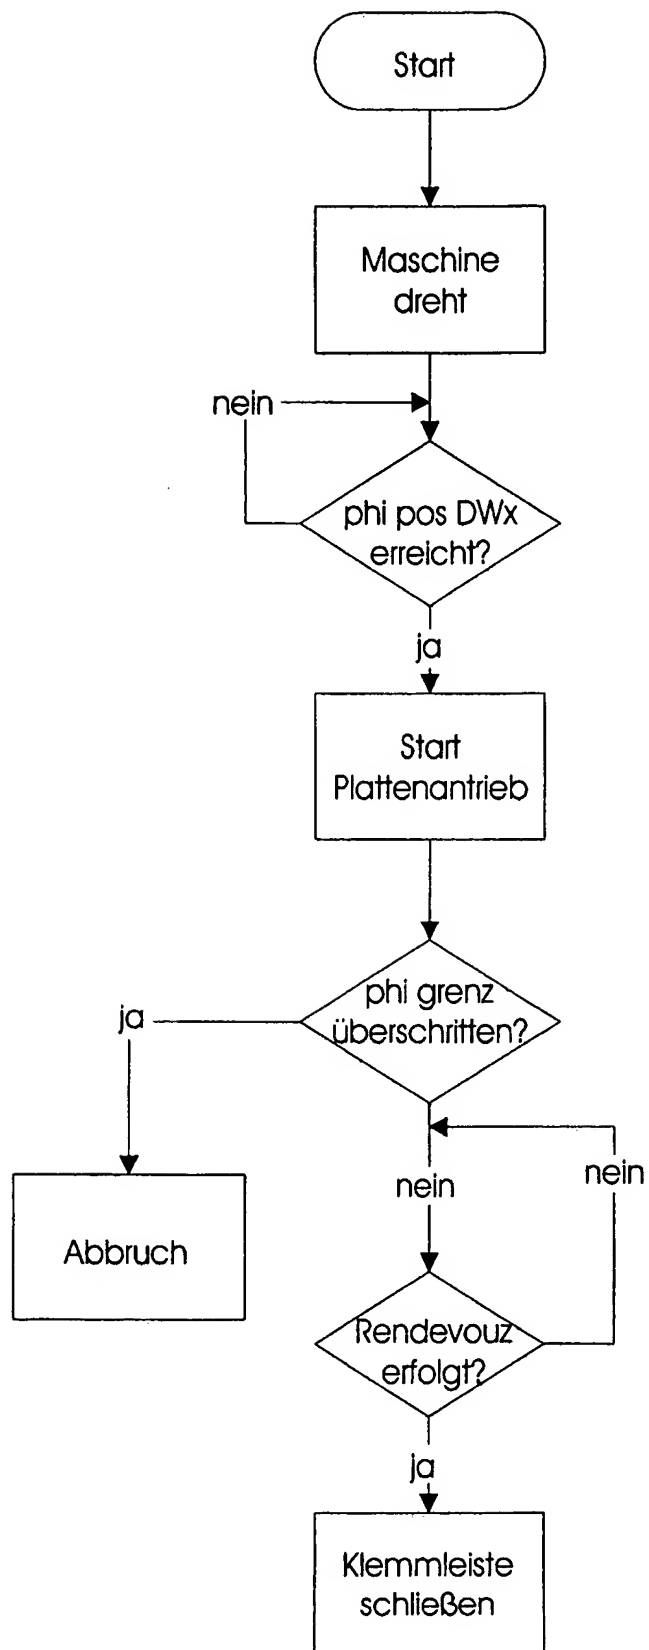 Start
Maschine
dreht
nein
phi pos DWx
erreicht?
ja
Start
Plattenantrieb
phi grenz
überschritten?
ja
nein
nein
Abbruch
Rendevouz
erfolgt?
ja
Klemmleiste
schließen